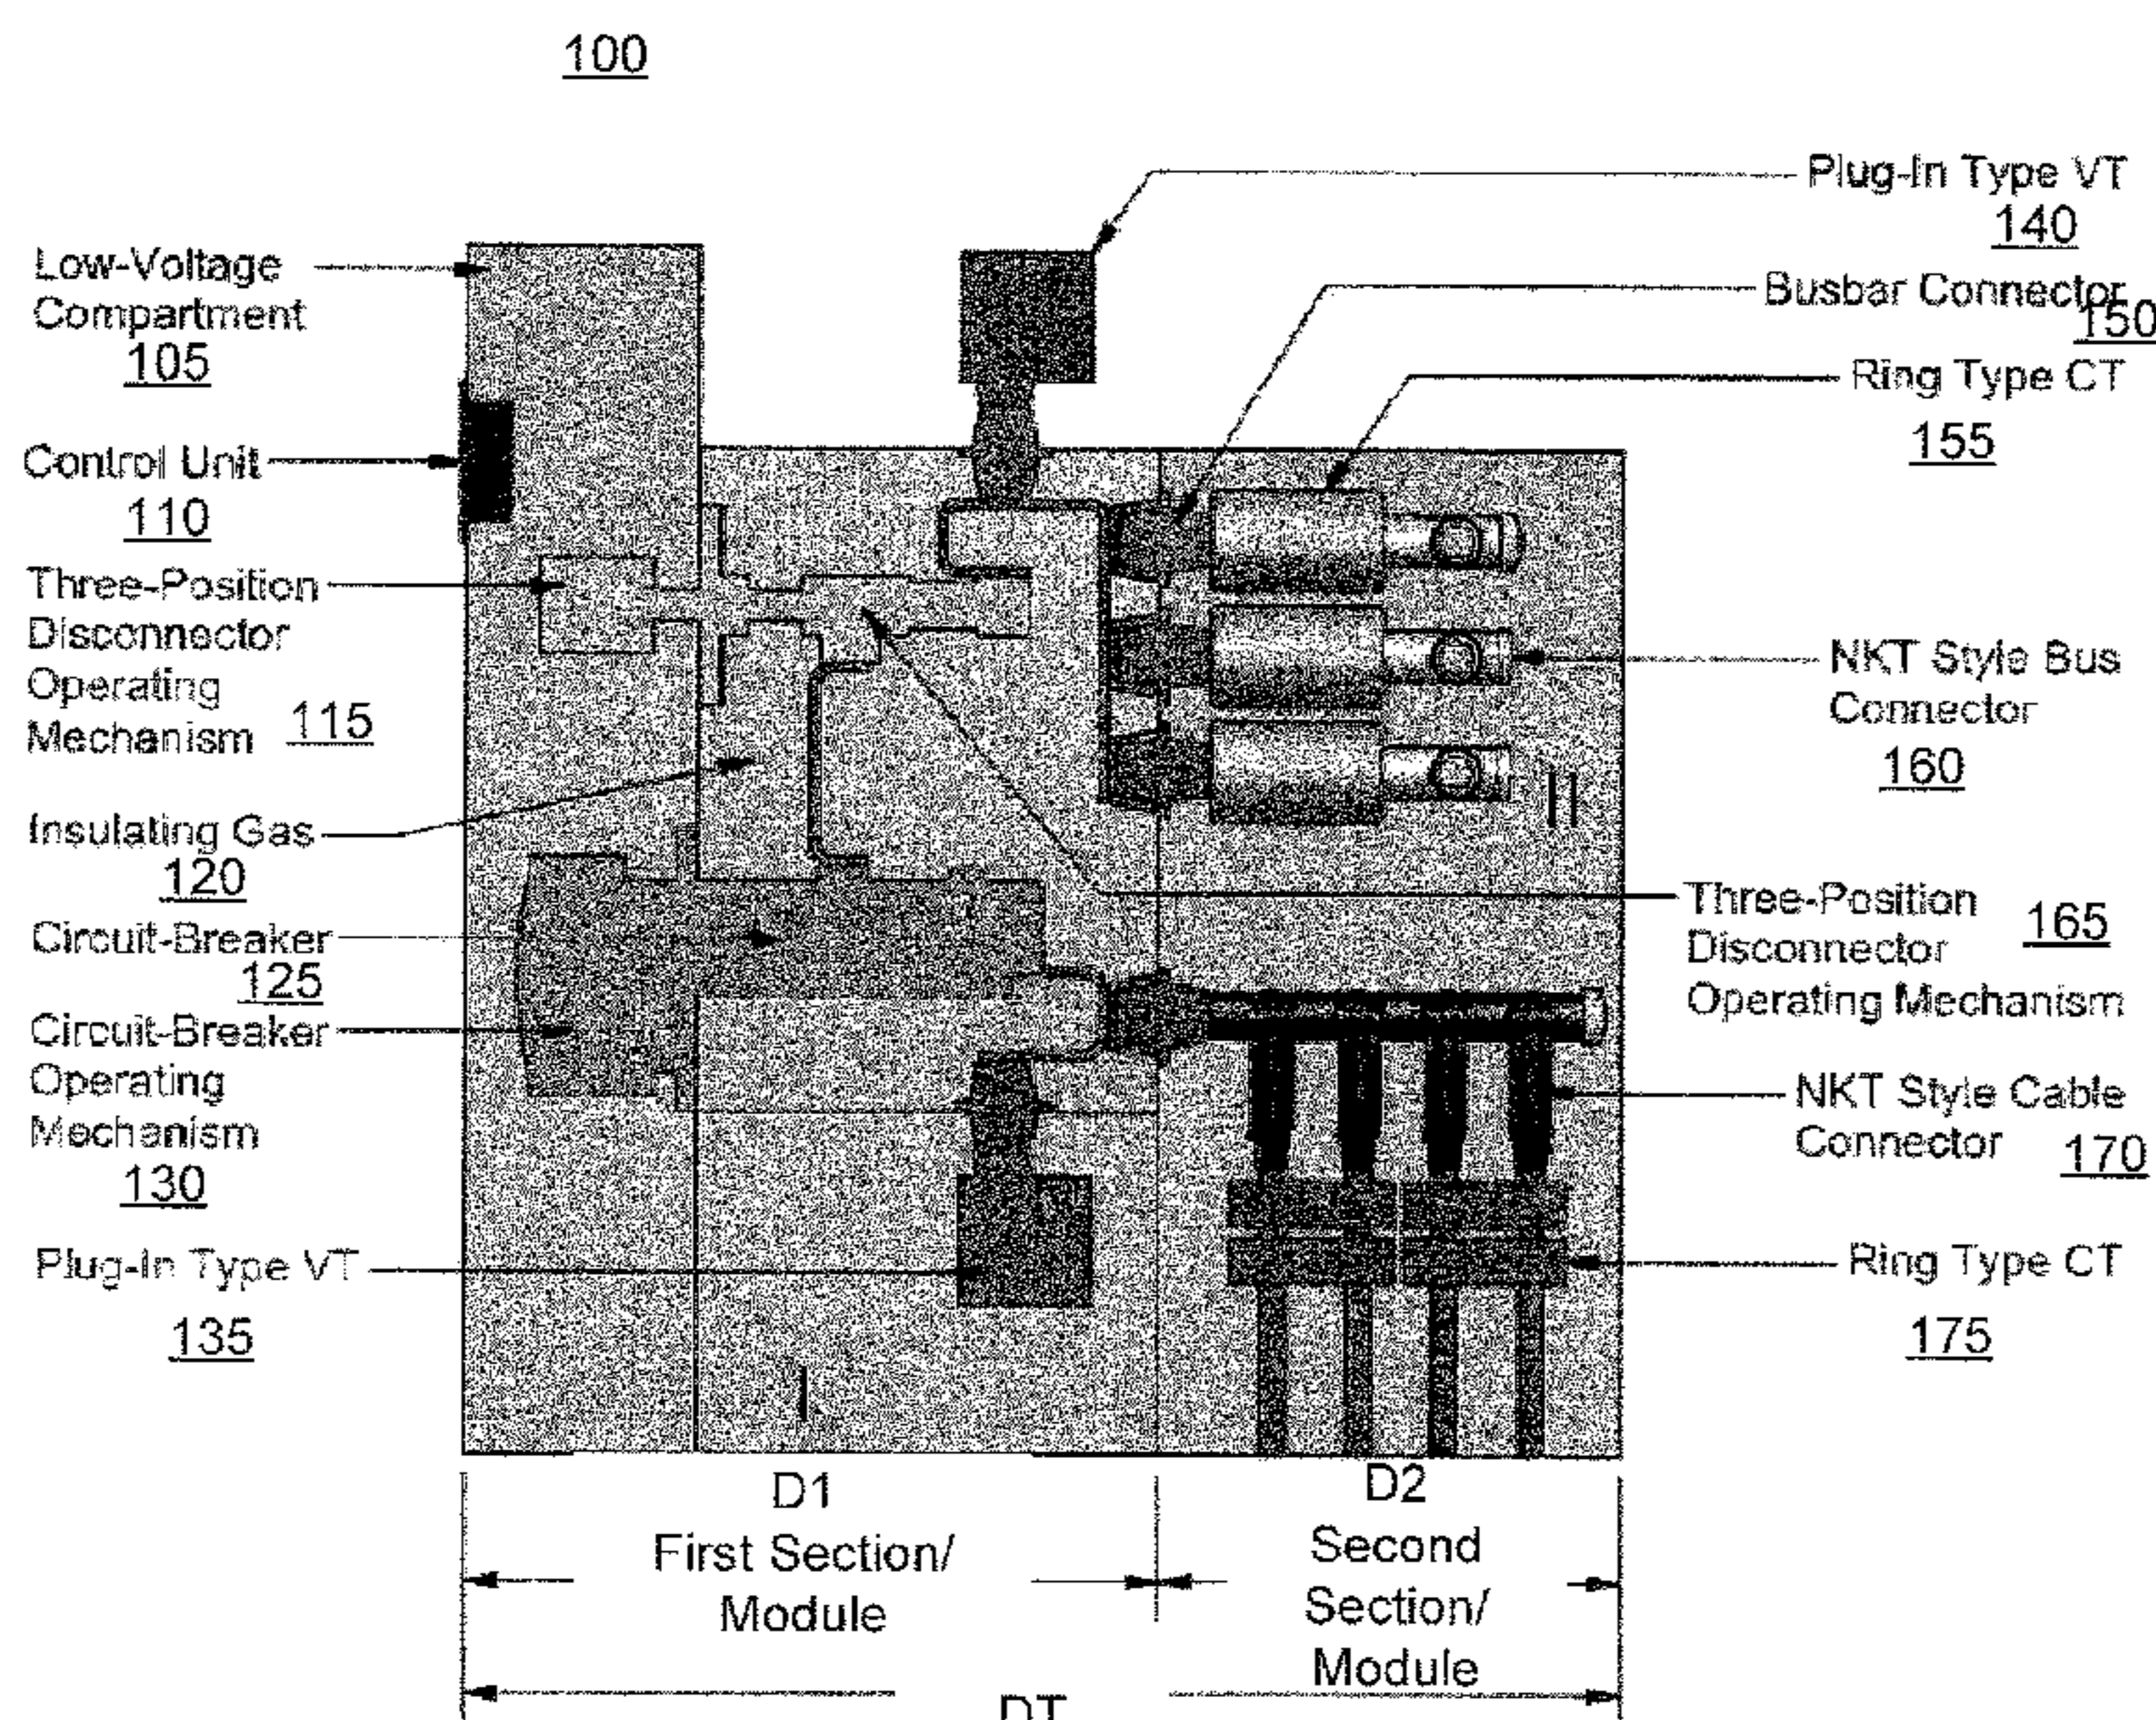 100
Low-Voltage
Compartment
105
Control Unit
110
Three-Position
Disconnector
Operating
Mechanism 115
Insulating Gas
120
Circuit-Breaker
125
Circuit-Breaker
Operating
Mechanism
130
Plug-In Type VT
135
Plug-In Type VT
140
Busbar Connector
150
Ring Type CT
155
NKT Style Bus
Connector
160
Three-Position 165
Disconnector
Operating Mechanism
NKT Style Cable
Connector 170
Ring Type CT
175
II
I
D1
First Section/
Module
D2
Second
Section/
Module
DT